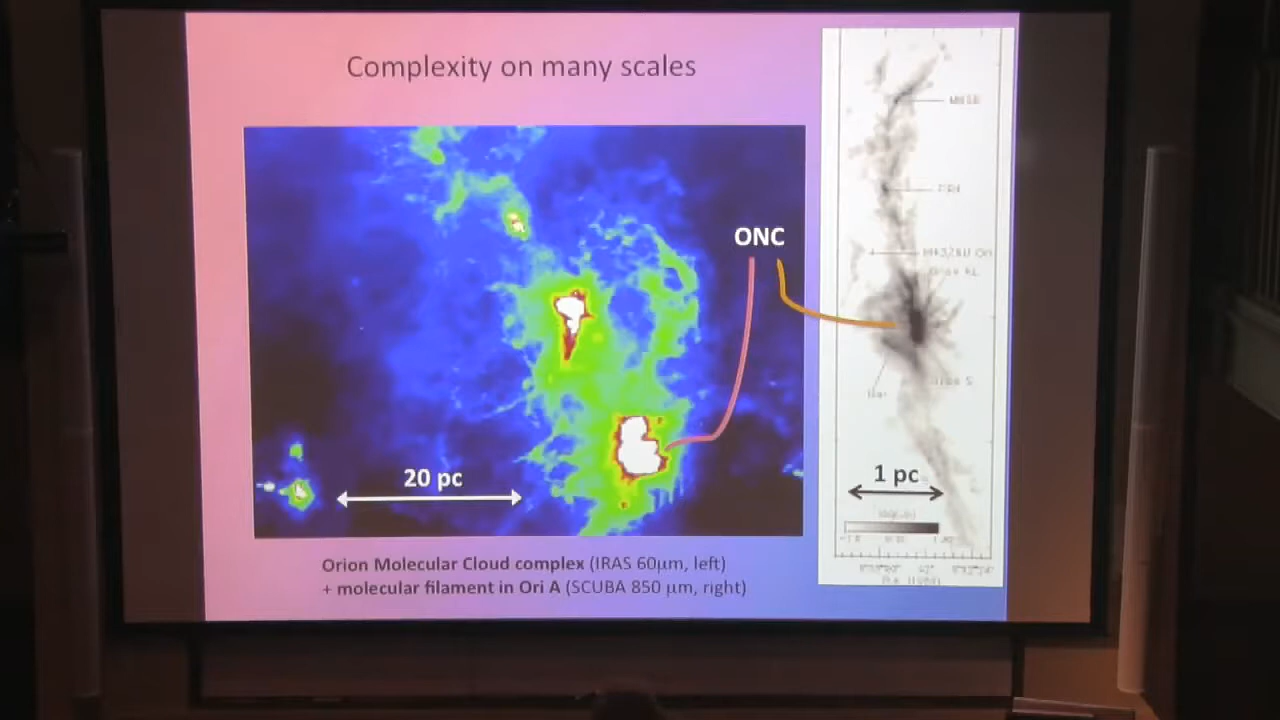 Complexity on many scales
ONC
20 pc
1 pc
Orion Molecular Cloud complex (IRAS 60μm, left)
+ molecular filament in Ori A (SCUBA 850 μm, right)